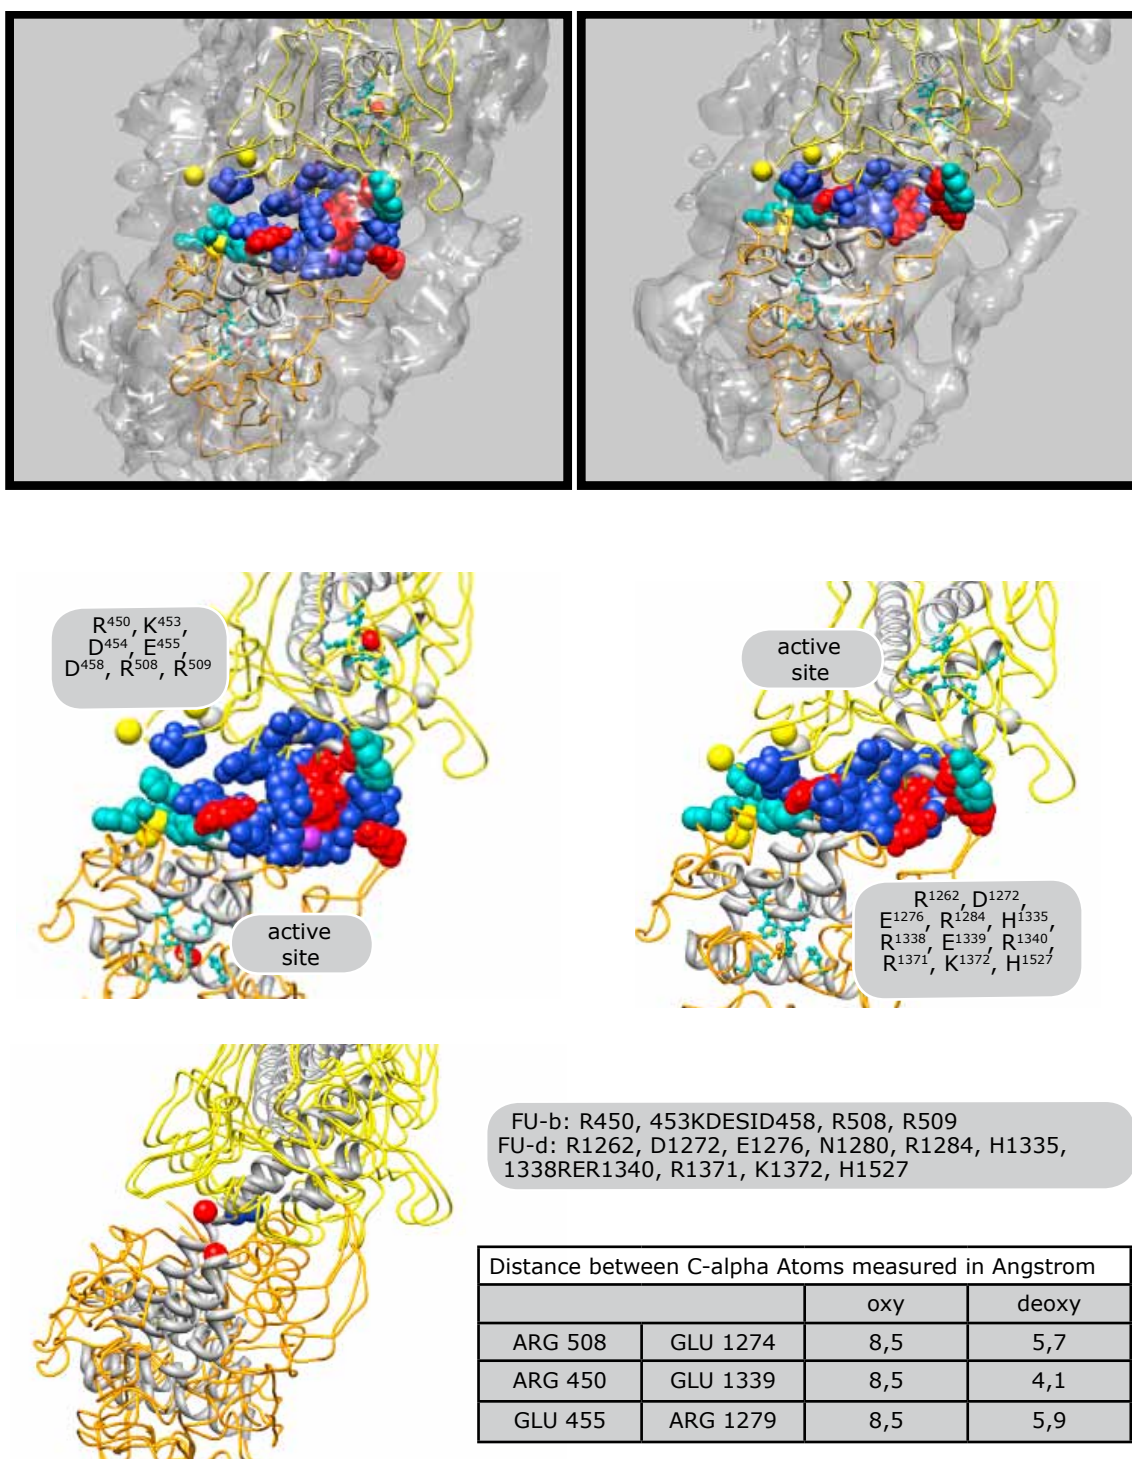 R⁴⁵⁰, K⁴⁵³,
D⁴⁵⁴, E⁴⁵⁵,
D⁴⁵⁸, R⁵⁰⁸, R⁵⁰⁹
active
site
active
site
R¹²⁶², D¹²⁷²,
E¹²⁷⁶, R¹²⁸⁴, H¹³³⁵,
R¹³³⁸, E¹³³⁹, R¹³⁴⁰,
R¹³⁷¹, K¹³⁷², H¹⁵²⁷
FU-b: R450, 453KDESID458, R508, R509
FU-d: R1262, D1272, E1276, N1280, R1284, H1335,
1338RER1340, R1371, K1372, H1527
Distance between C-alpha Atoms measured in Angstrom
oxy deoxy
ARG 508 GLU 1274 8,5 5,7
ARG 450 GLU 1339 8,5 4,1
GLU 455 ARG 1279 8,5 5,9